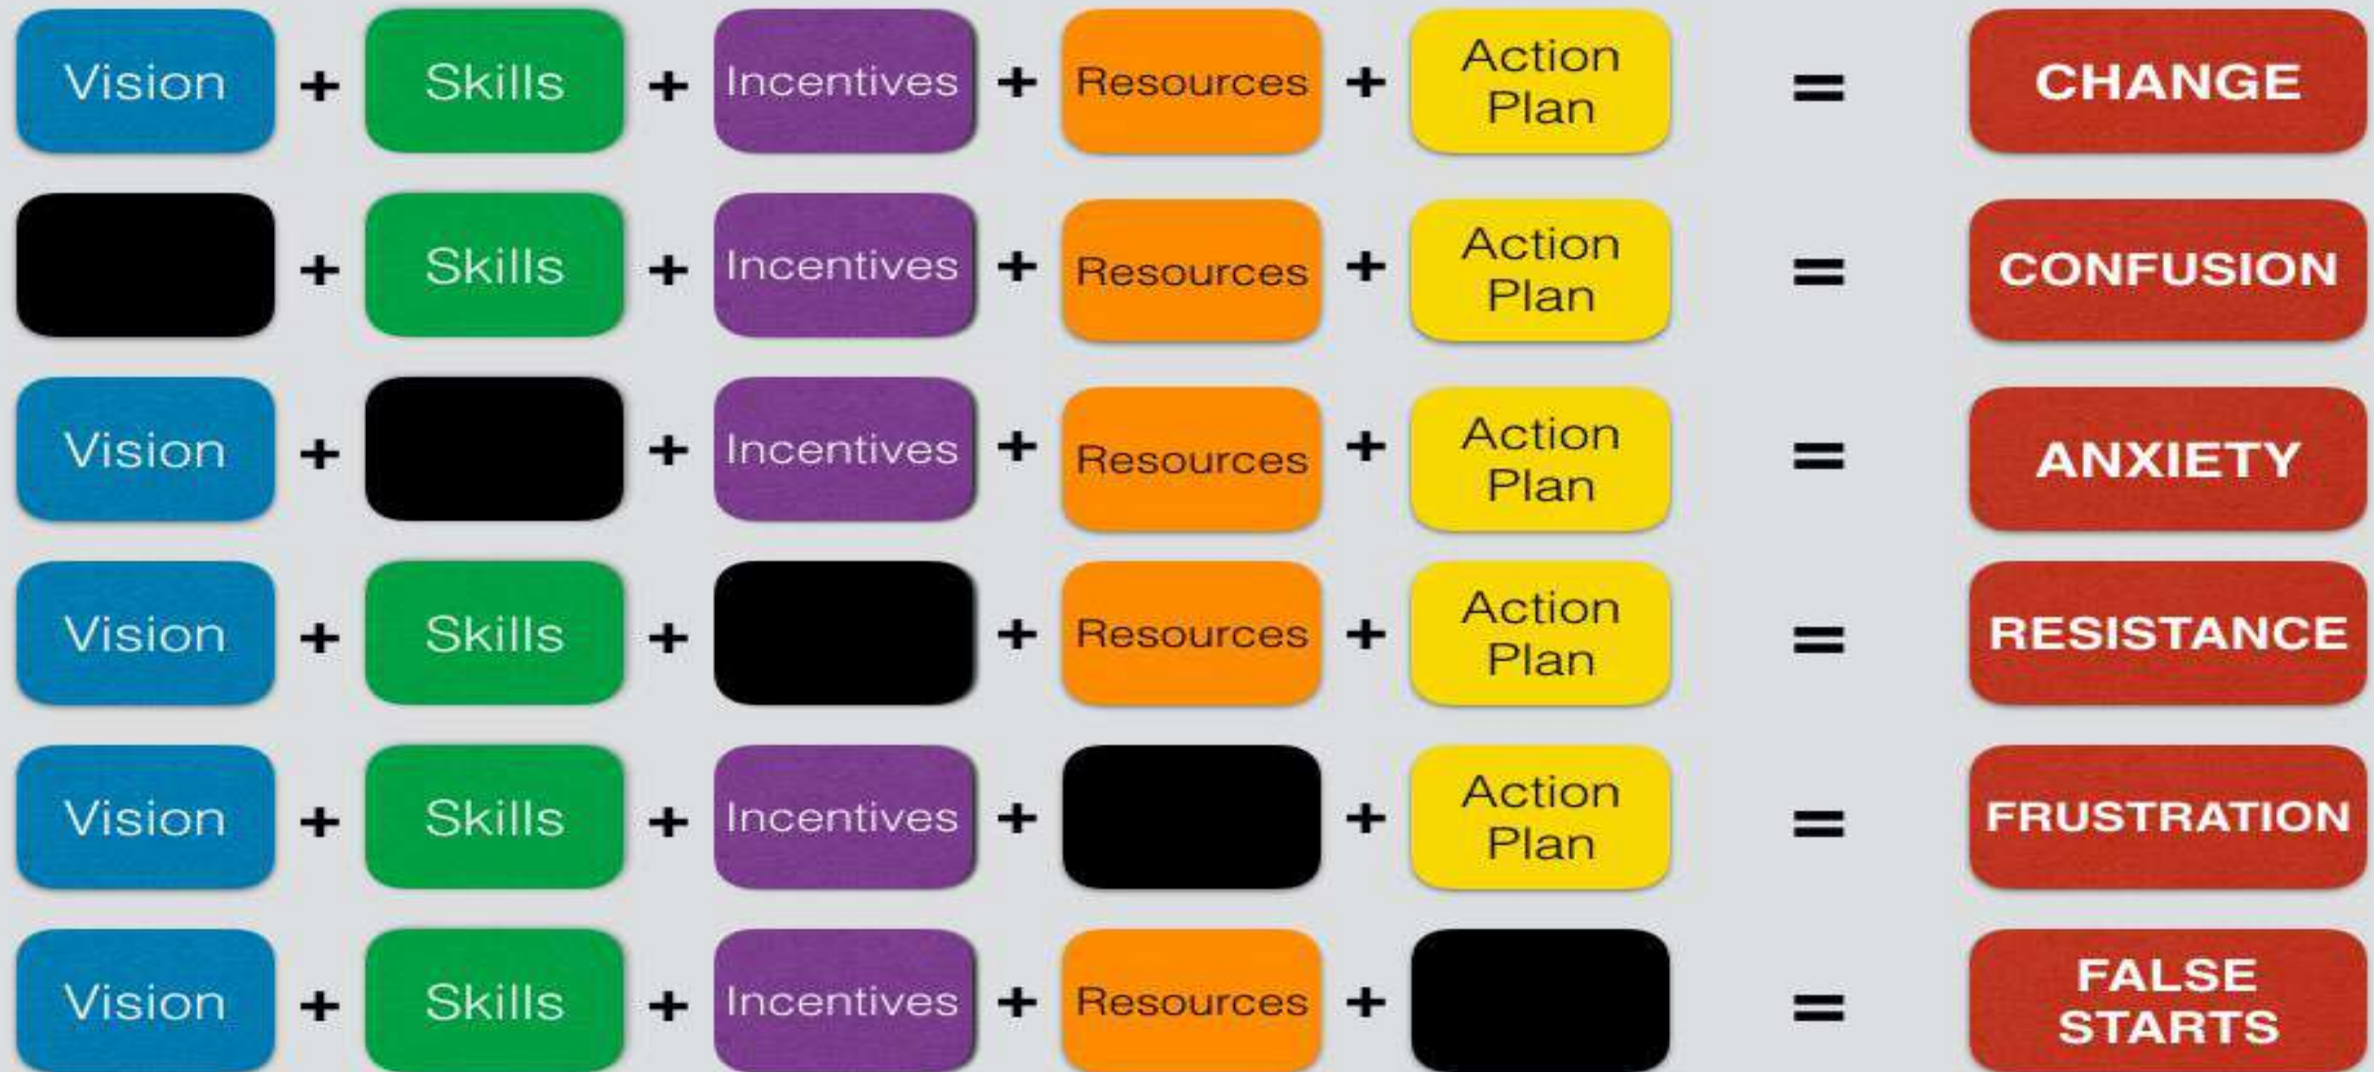 Vision + Skills + Incentives + Resources + Action Plan = CHANGE
+ Skills + Incentives + Resources + Action Plan = CONFUSION
Vision + + Incentives + Resources + Action Plan = ANXIETY
Vision + Skills + + Resources + Action Plan = RESISTANCE
Vision + Skills + Incentives + + Action Plan = FRUSTRATION
Vision + Skills + Incentives + Resources + = FALSE STARTS